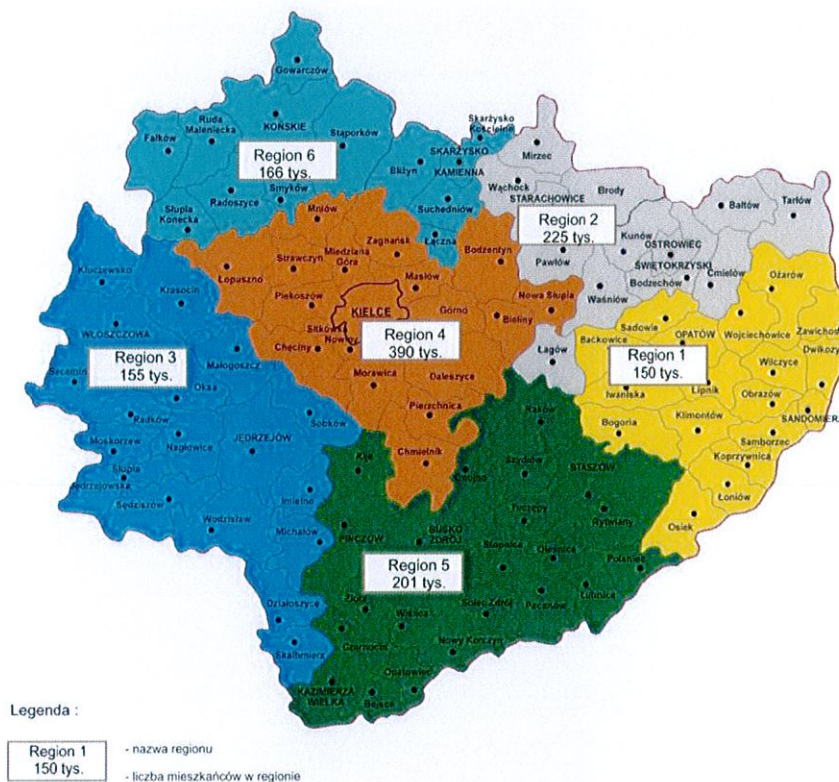 Gowarczów
Ruda
Maleniecka
KOŃSKIE
Fałków
Stąporków
Skarżysko
Kościelne
SKARŻYSKO
KAMIENNA
Bliżyn
Mirzec
Region 6
166 tys.
Wąchock
STARACHOWICE
Brody
Radoszyce
Smyków
Suchedniów
Bałtów
Tarłów
Słupia
Konecka
Mniów
Łączna
Region 2
225 tys.
Kunów
OSTROWIEC
ŚWIĘTOKRZYSKI
Zagnańsk
Bodzentyn
Pawłów
Bodzechów
Ćmielów
Miedziana
Góra
Strawczyn
Łopuszno
Masłów
Waśniów
Ożarów
Kluczewsko
Krasocin
Piekoszów
KIELCE
Górno
Nowa Słupia
Bieliny
Sadowie
Wojciechowice
Zawichost
WŁOSZCZOWA
Sitkówka
Nowiny
Chęciny
Region 4
390 tys.
Baćkowice
OPATÓW
Dwikozy
Region 3
155 tys.
Małogoszcz
Łagów
Region 1
150 tys.
Wilczyce
Secemin
Oksa
Morawica
Daleszyce
Iwaniska
Lipnik
Obrazów
Radków
Sobków
Pierzchnica
Raków
Bogoria
Klimontów
SANDOMIERZ
Moskorzew
Nagłowice
JĘDRZEJÓW
Samborzec
Słupia
Jędrzejowska
Kije
Chmielnik
Gnojno
Szydłów
STASZÓW
Koprzywnica
Sędziszów
Imielno
Łoniów
Wodzisław
Michałów
PIŃCZÓW
BUSKO
ZDRÓJ
Tuczępy
Rytwiany
Osiek
Stopnica
Oleśnica
Połaniec
Region 5
201 tys.
Działoszyce
Złota
Wiślica
Solec Zdrój
Pacanów
Łubnice
Skalbmierz
Czarnocin
Nowy Korczyn
Opatowiec
KAZIMIERZA
WIELKA
Bejsce
Legenda :
Region 1
150 tys.
- nazwa regionu
- liczba mieszkańców w regionie